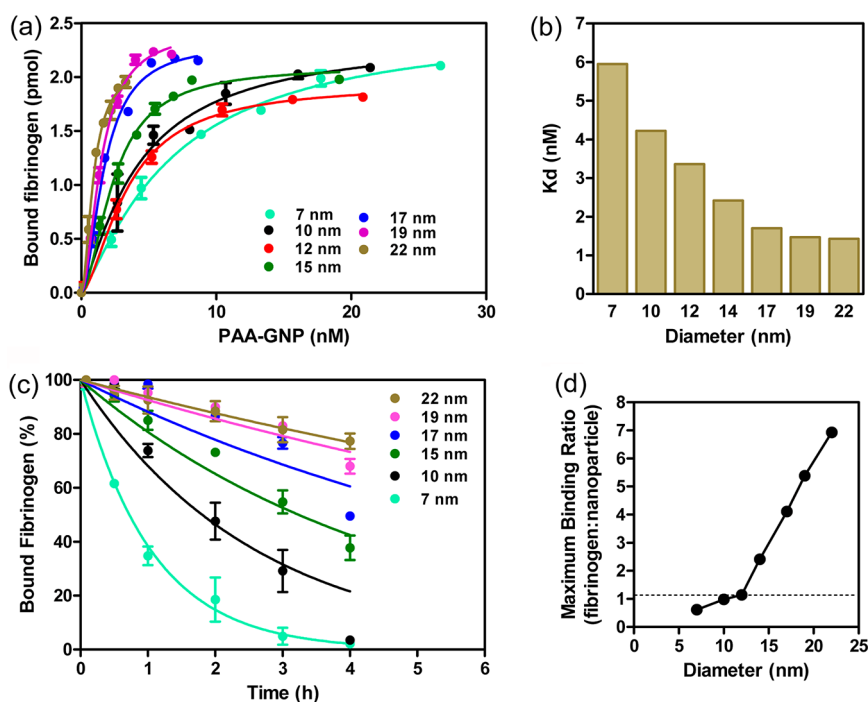 (a)
Bound fibrinogen (pmol)
2.5
2.0
1.5
1.0
0.5
0.0
0 10 20 30
PAA-GNP (nM)
7 nm
10 nm
12 nm
15 nm
17 nm
19 nm
22 nm
(b)
Kd (nM)
7
6
5
4
3
2
1
0
7 10 12 14 17 19 22
Diameter (nm)
(c)
Bound Fibrinogen (%)
100
80
60
40
20
0
0 1 2 3 4 5 6
Time (h)
22 nm
19 nm
17 nm
15 nm
10 nm
7 nm
(d)
Maximum Binding Ratio
(fibrinogen:nanoparticle)
8
7
6
5
4
3
2
1
0
0 5 10 15 20 25
Diameter (nm)